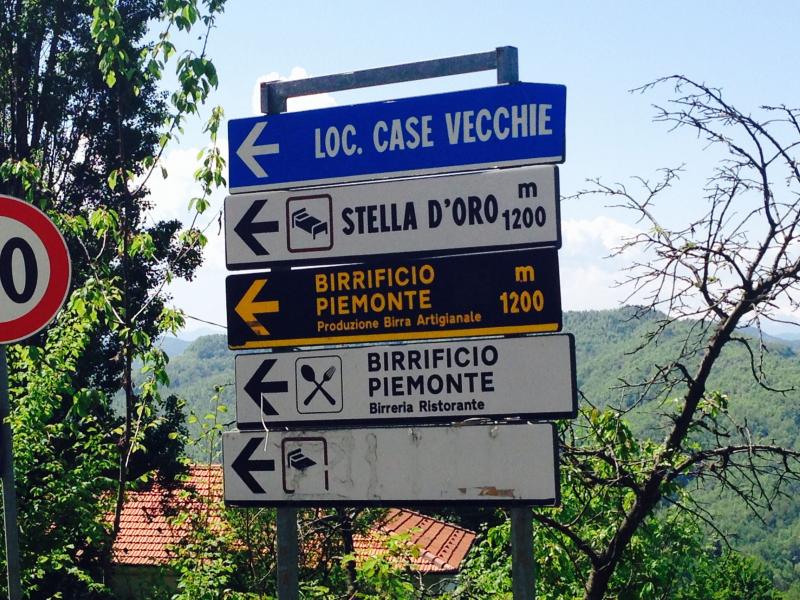 LOC. CASE VECCHIE
STELLA D'ORO
m
1200
BIRRIFICIO
PIEMONTE
Produzione Birra Artigianale
m
1200
BIRRIFICIO
PIEMONTE
Birreria Ristorante
0